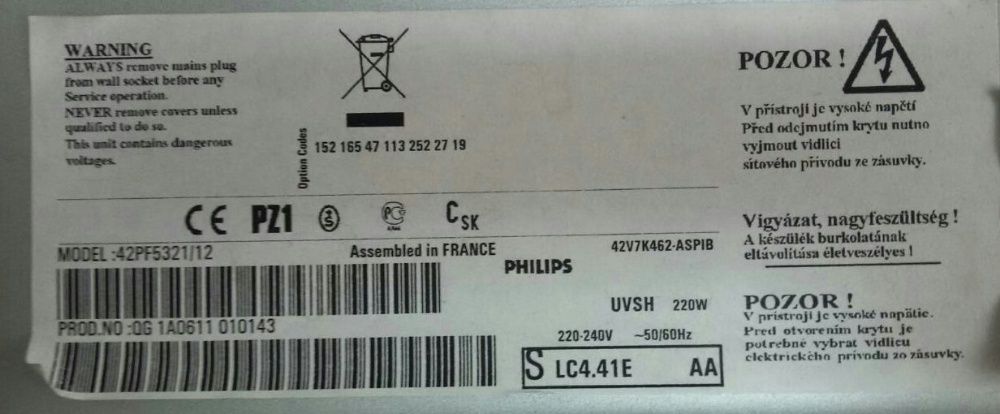 WARNING
ALWAYS remove mains plug
from wall socket before any
Service operation.
NEVER remove covers unless
qualified to do so.
This unit contains dangerous
voltages.
Option Codes
152 165 47 113 252 27 19
POZOR !
V přístroji je vysoké napětí
Před odejmutím krytu nutno
vyjmout vidlici
síťového přívodu ze zásuvky.
CE PZ1 S PG CSK
Vigyázat, nagyfeszültség !
A készülék burkolatának
eltávolítása életveszélyes !
MODEL :42PF5321/12
Assembled in FRANCE
42V7K462-ASPIB
PHILIPS
UVSH 220W
PROD.NO :0G 1A0611 010143
220-240V ~50/60Hz
S LC4.41E AA
POZOR !
V prístroji je vysoké napätie.
Pred otvorením krytu je
potrebné vybrat vidlicu
elektrického prívodu zo zásuvky.